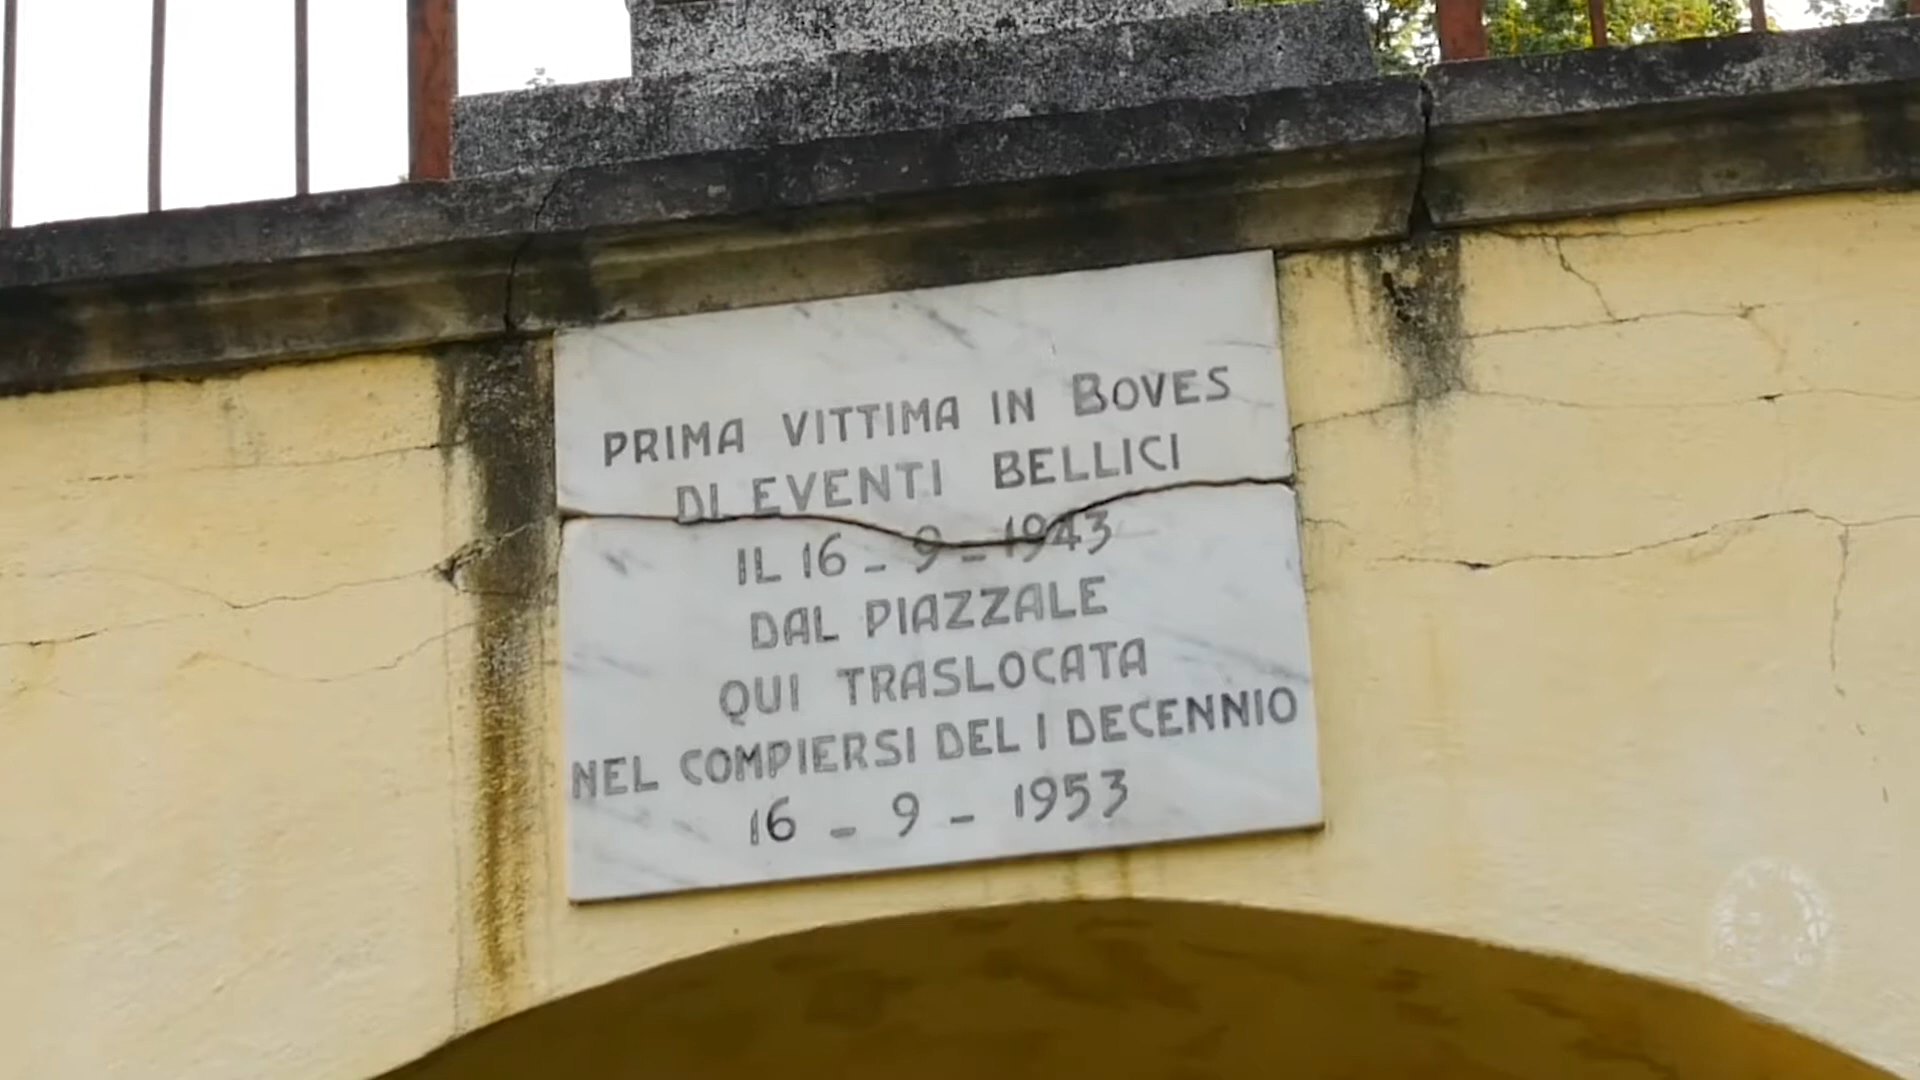 PRIMA VITTIMA IN BOVES
DI EVENTI BELLICI
IL 16 - 9 - 1943
DAL PIAZZALE
QUI TRASLOCATA
NEL COMPIERSI DEL I DECENNIO
16 - 9 - 1953